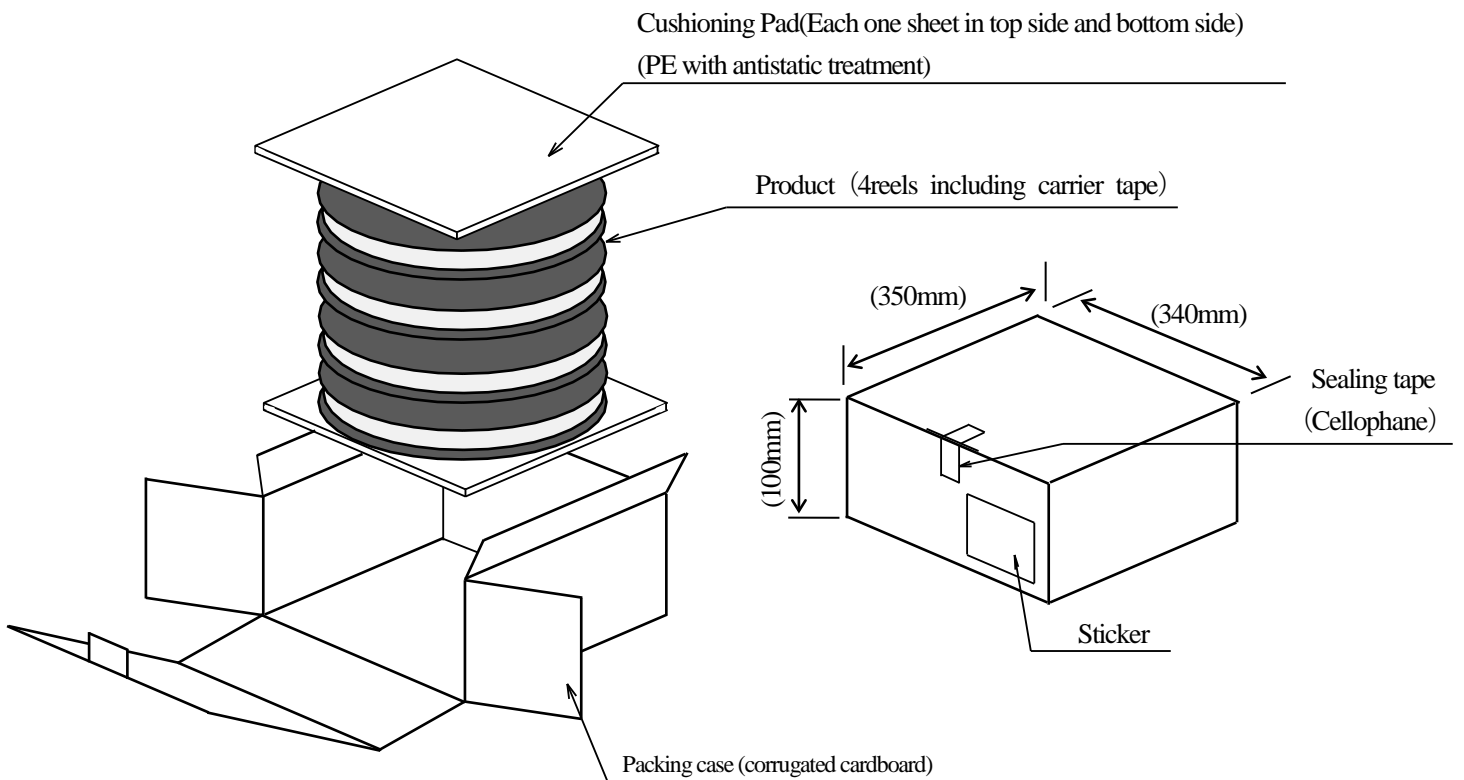 Cushioning Pad(Each one sheet in top side and bottom side)
(PE with antistatic treatment)
Product（4reels including carrier tape）
(350mm)
(340mm)
Sealing tape
（Cellophane）
(100mm)
Sticker
Packing case (corrugated cardboard)